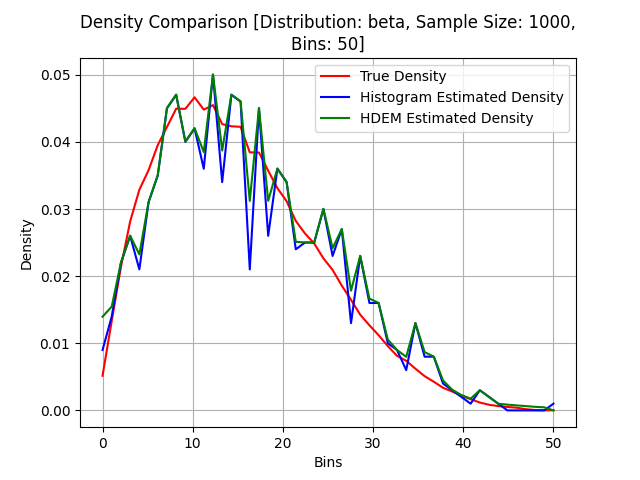 Density Comparison [Distribution: beta, Sample Size: 1000,
Bins: 50]
True Density
Histogram Estimated Density
HDEM Estimated Density
Density
0.05
0.04
0.03
0.02
0.01
0.00
0 10 20 30 40 50
Bins